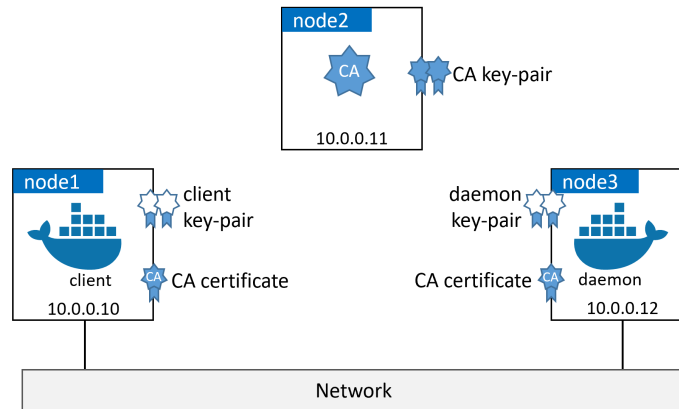 node2
CA
CA key-pair
10.0.0.11
node1
client
key-pair
client
CA
CA certificate
10.0.0.10
daemon
key-pair
node3
CA certificate
CA
daemon
10.0.0.12
Network